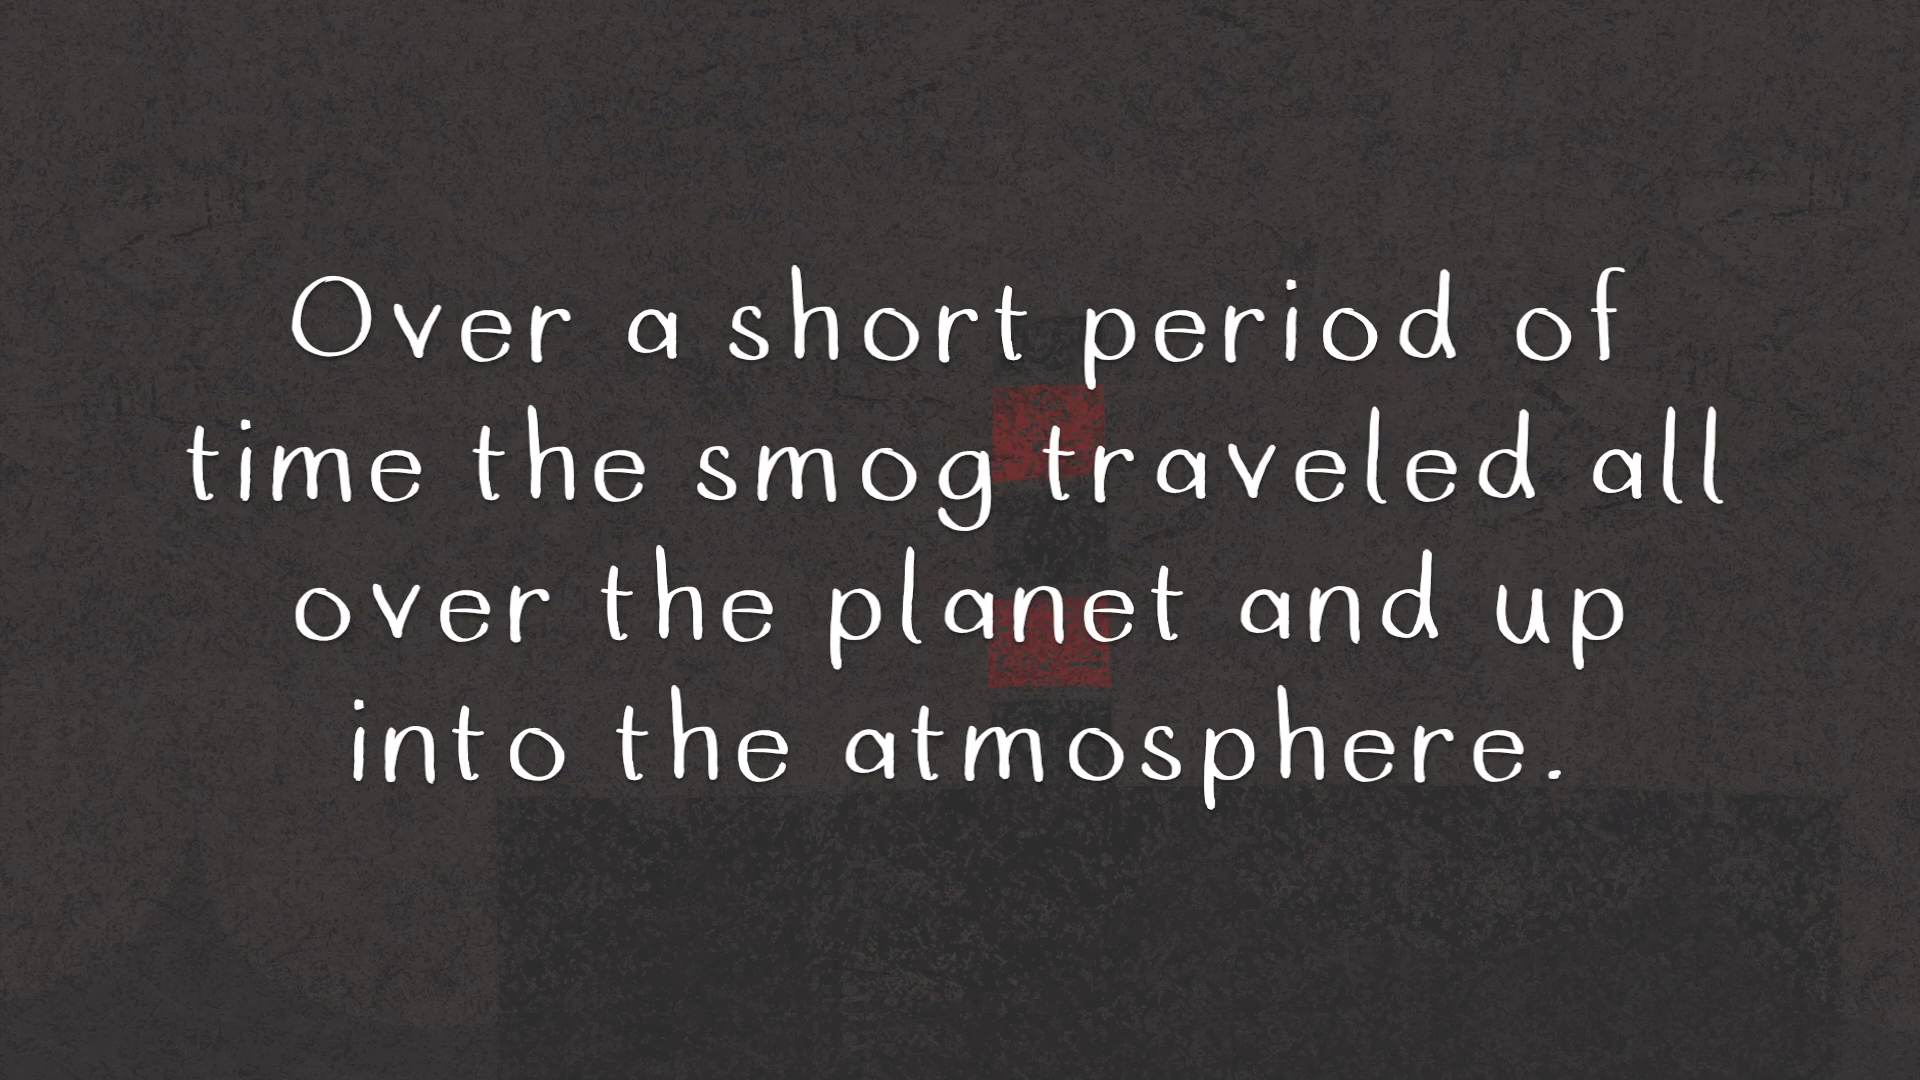 Over a short period of
time the smog traveled all
over the planet and up
into the atmosphere.